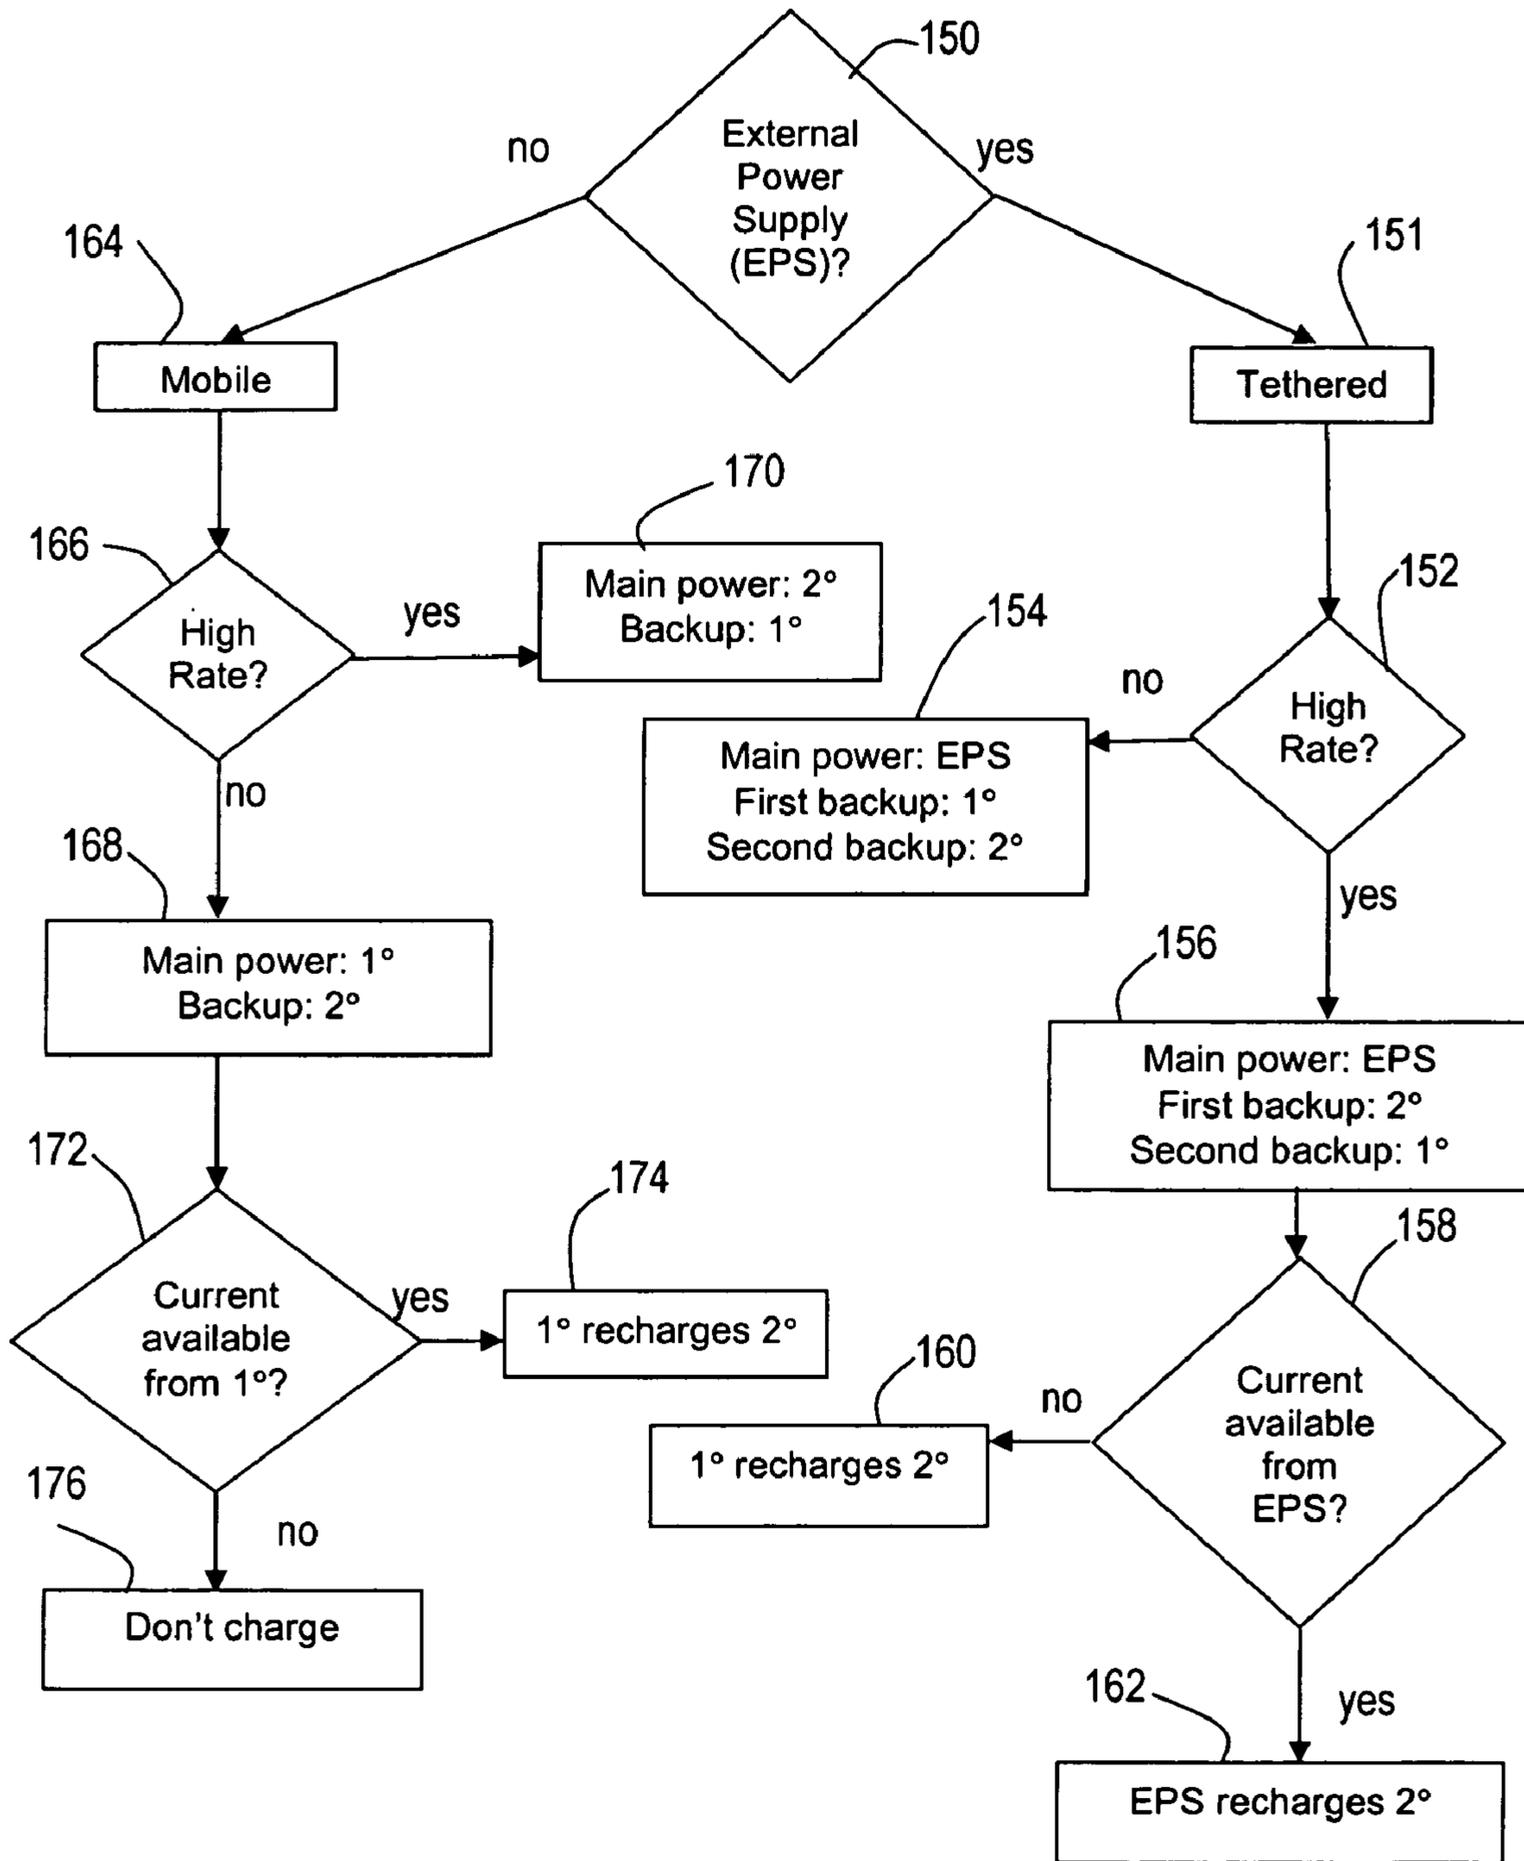 150
External
Power
Supply
(EPS)?
no
yes
164
151
Mobile
Tethered
170
166
Main power: 2°
Backup: 1°
152
yes
High
Rate?
154
no
High
Rate?
Main power: EPS
First backup: 1°
Second backup: 2°
no
168
yes
156
Main power: 1°
Backup: 2°
Main power: EPS
First backup: 2°
Second backup: 1°
172
174
158
Current
available
from 1°?
yes
1° recharges 2°
160
no
Current
available
from
EPS?
1° recharges 2°
176
no
Don't charge
162
yes
EPS recharges 2°